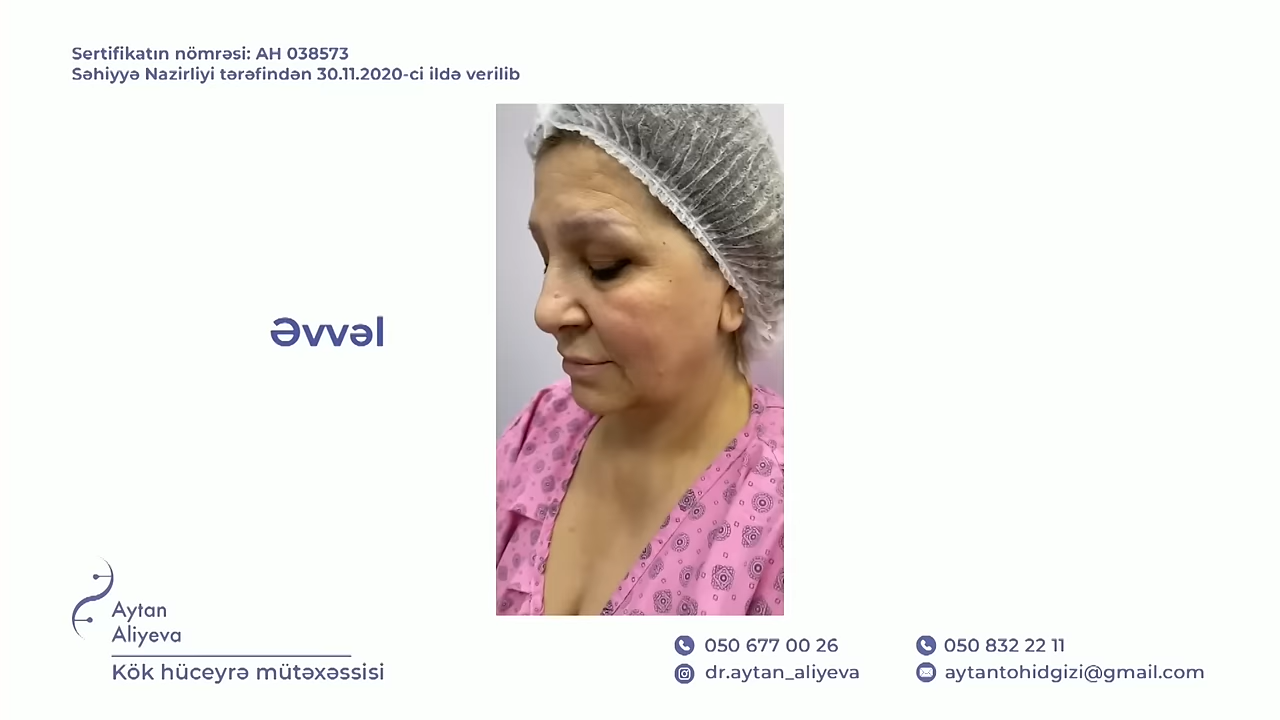 Sertifikatın nömrəsi: AH 038573
Səhiyyə Nazirliyi tərəfindən 30.11.2020-ci ildə verilib
Əvvəl
Aytan
Aliyeva
Kök hüceyrə mütəxəssisi
050 677 00 26
050 832 22 11
dr.aytan_aliyeva
aytantohidgizi@gmail.com